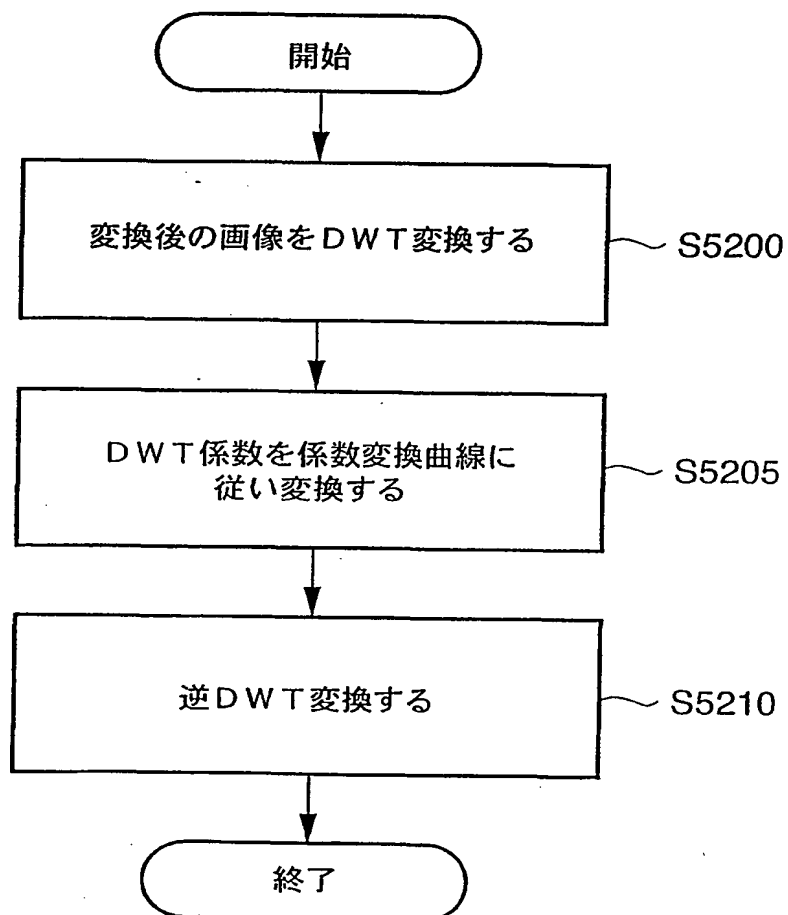 開始
変換後の画像をDWT変換する
S5200
DWT係数を係数変換曲線に
従い変換する
S5205
逆DWT変換する
S5210
終了